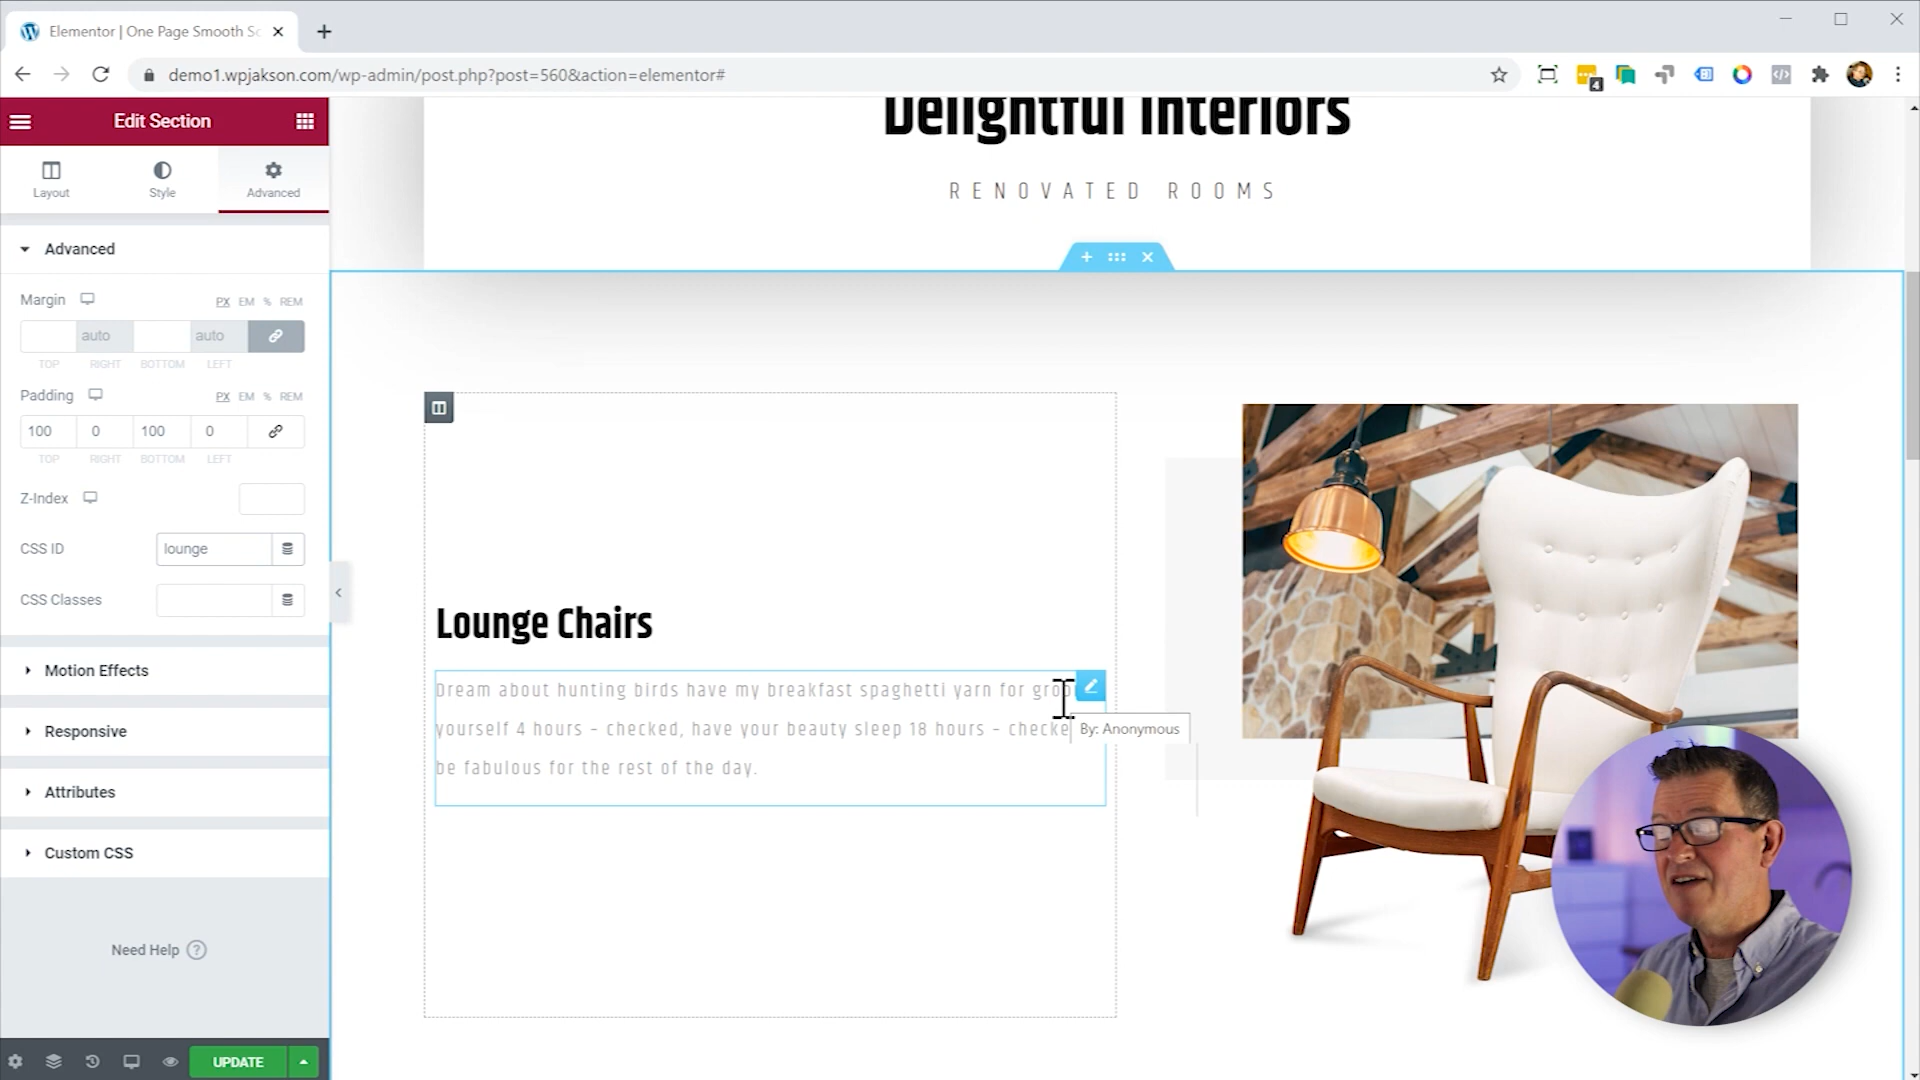 Elementor | One Page Smooth Sc
demo1.wpjakson.com/wp-admin/post.php?post=560&action=elementor#
4
Edit Section
Layout
Style
Advanced
Advanced
Margin
PX EM % REM
auto auto
TOP RIGHT BOTTOM LEFT
Padding
PX EM % REM
100 0 100 0
TOP RIGHT BOTTOM LEFT
Z-Index
CSS ID
lounge
CSS Classes
Motion Effects
Responsive
Attributes
Custom CSS
Need Help ?
UPDATE
Delightful Interiors
RENOVATED ROOMS
Lounge Chairs
Dream about hunting birds have my breakfast spaghetti yarn for groo
yourself 4 hours - checked, have your beauty sleep 18 hours - checke
be fabulous for the rest of the day.
By: Anonymous